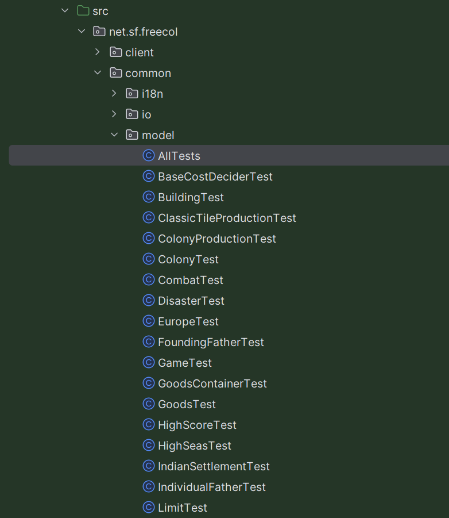 src
net.sf.freecol
client
common
i18n
io
model
AllTests
BaseCostDeciderTest
BuildingTest
ClassicTileProductionTest
ColonyProductionTest
ColonyTest
CombatTest
DisasterTest
EuropeTest
FoundingFatherTest
GameTest
GoodsContainerTest
GoodsTest
HighScoreTest
HighSeasTest
IndianSettlementTest
IndividualFatherTest
LimitTest